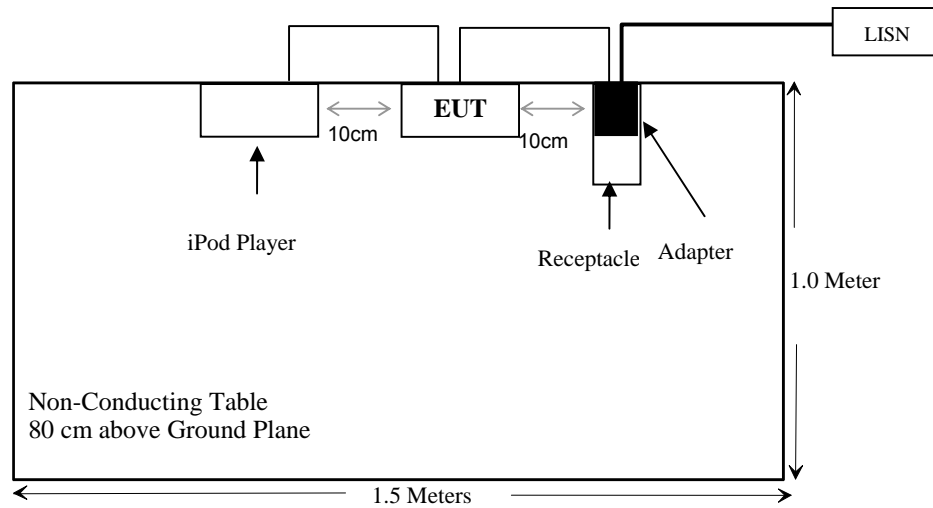 LISN
EUT
10cm
10cm
iPod Player
Receptacle
Adapter
1.0 Meter
Non-Conducting Table
80 cm above Ground Plane
1.5 Meters